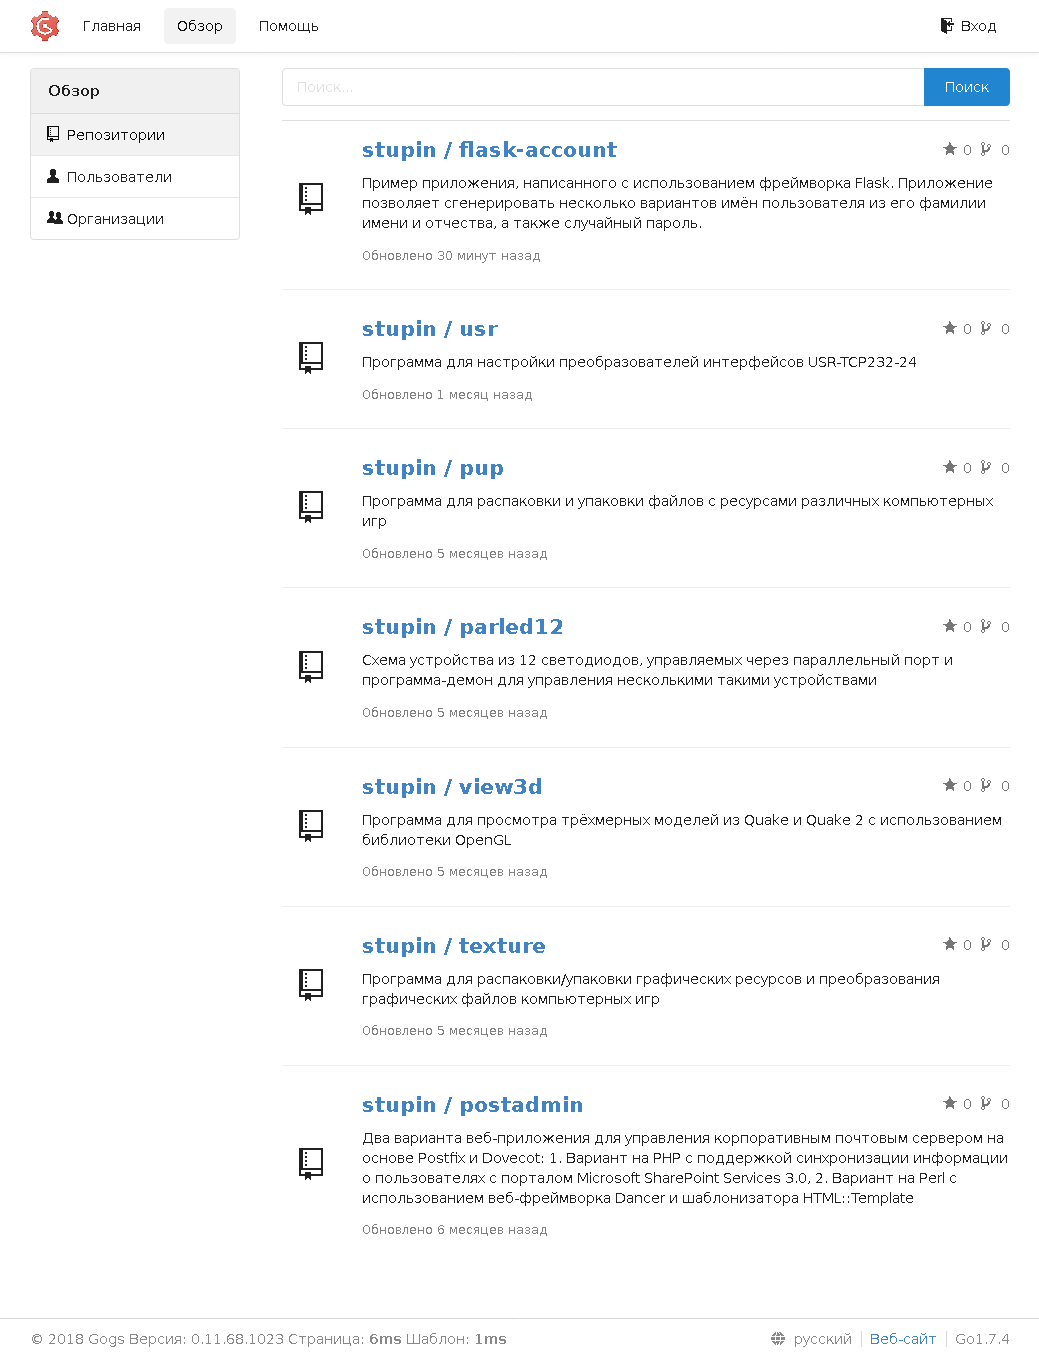 Главная Обзор Помощь Вход
Обзор
Репозитории
Пользователи
Организации
Поиск... Поиск
stupin / flask-account 0 0
Пример приложения, написанного с использованием фреймворка Flask. Приложение
позволяет сгенерировать несколько вариантов имён пользователя из его фамилии
имени и отчества, а также случайный пароль.
Обновлено 30 минут назад
stupin / usr 0 0
Программа для настройки преобразователей интерфейсов USR-TCP232-24
Обновлено 1 месяц назад
stupin / pup 0 0
Программа для распаковки и упаковки файлов с ресурсами различных компьютерных
игр
Обновлено 5 месяцев назад
stupin / parled12 0 0
Схема устройства из 12 светодиодов, управляемых через параллельный порт и
программа-демон для управления несколькими такими устройствами
Обновлено 5 месяцев назад
stupin / view3d 0 0
Программа для просмотра трёхмерных моделей из Quake и Quake 2 с использованием
библиотеки OpenGL
Обновлено 5 месяцев назад
stupin / texture 0 0
Программа для распаковки/упаковки графических ресурсов и преобразования
графических файлов компьютерных игр
Обновлено 5 месяцев назад
stupin / postadmin 0 0
Два варианта веб-приложения для управления корпоративным почтовым сервером на
основе Postfix и Dovecot: 1. Вариант на PHP с поддержкой синхронизации информации
о пользователях с порталом Microsoft SharePoint Services 3.0, 2. Вариант на Perl с
использованием веб-фреймворка Dancer и шаблонизатора HTML::Template
Обновлено 6 месяцев назад
© 2018 Gogs Версия: 0.11.68.1023 Страница: 6ms Шаблон: 1ms русский Веб-сайт Go1.7.4